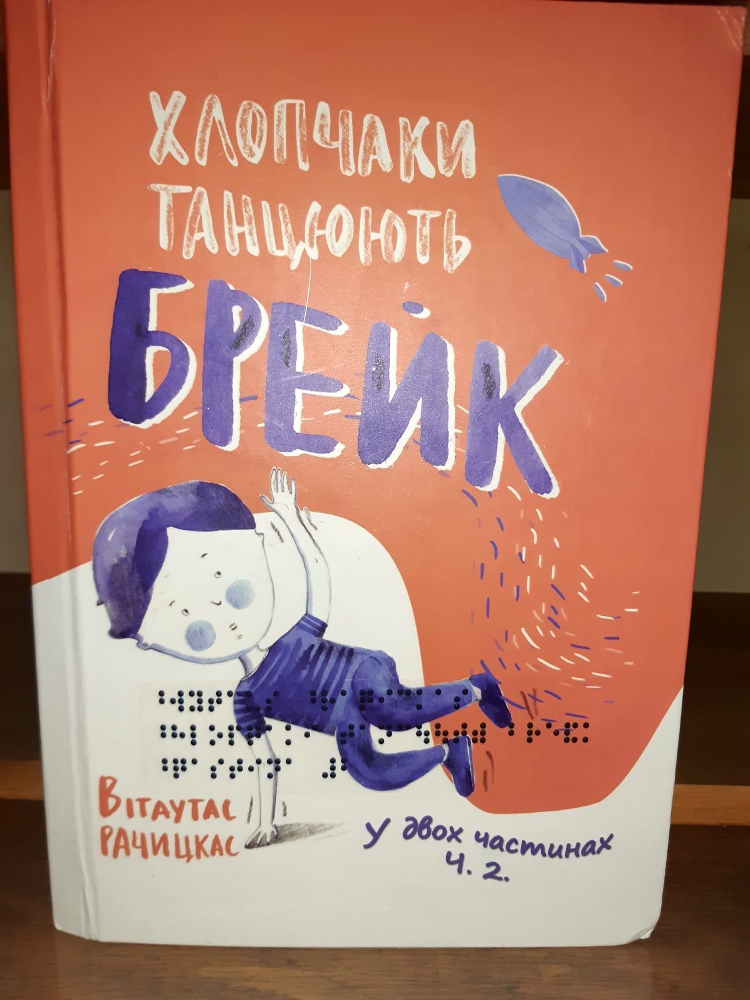 ХЛОПЧАКИ
ТАНЦЮЮТЬ
БРЕЙК
ВІТАУТАС
РАЧИЦКАС
У двох частинах
Ч. 2.